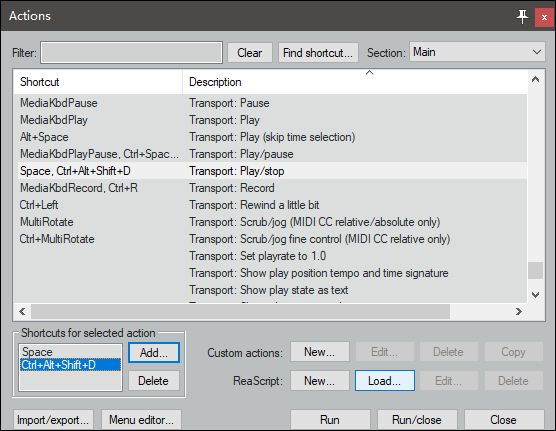 Actions
Filter: Clear Find shortcut... Section: Main
Shortcut Description
MediaKbdPause Transport: Pause
MediaKbdPlay Transport: Play
Alt+Space Transport: Play (skip time selection)
MediaKbdPlayPause, Ctrl+Spac... Transport: Play/pause
Space, Ctrl+Alt+Shift+D Transport: Play/stop
MediaKbdRecord, Ctrl+R Transport: Record
Ctrl+Left Transport: Rewind a little bit
MultiRotate Transport: Scrub/jog (MIDI CC relative/absolute only)
Ctrl+MultiRotate Transport: Scrub/jog fine control (MIDI CC relative only)
Transport: Set playrate to 1.0
Transport: Show play position tempo and time signature
Transport: Show play state as text
Shortcuts for selected action
Space
Ctrl+Alt+Shift+D
Add...
Delete
Custom actions: New... Edit... Delete Copy
ReaScript: New... Load... Edit... Delete
Import/export... Menu editor... Run Run/close Close